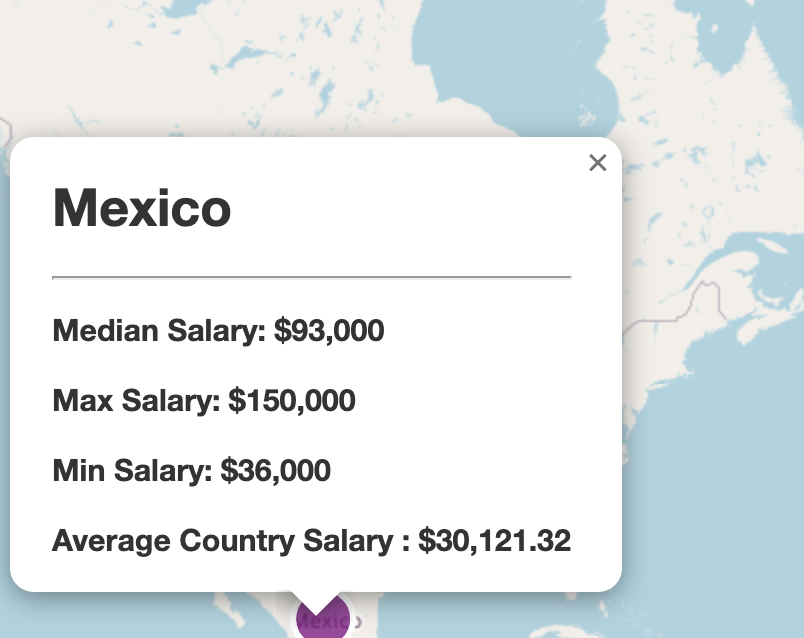 ×
Mexico
Median Salary: $93,000
Max Salary: $150,000
Min Salary: $36,000
Average Country Salary : $30,121.32
Mexico